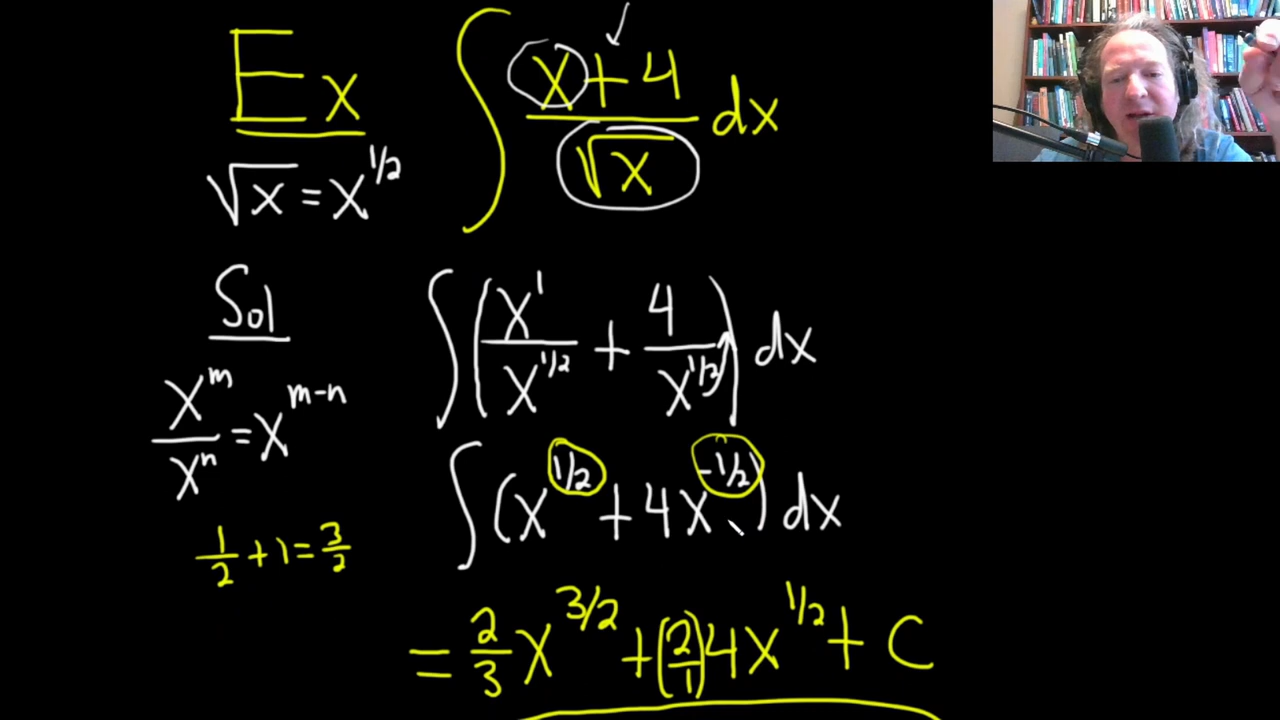 Ex ∫ (x+4)/√x dx
√x = x^(1/2)
Sol ∫ (x^1/x^(1/2) + 4/x^(1/2)) dx
x^m/x^n = x^(m-n)
∫ (x^(1/2) + 4x^(-1/2)) dx
1/2 + 1 = 3/2
= 2/3 x^(3/2) + (2/1)4x^(1/2) + C